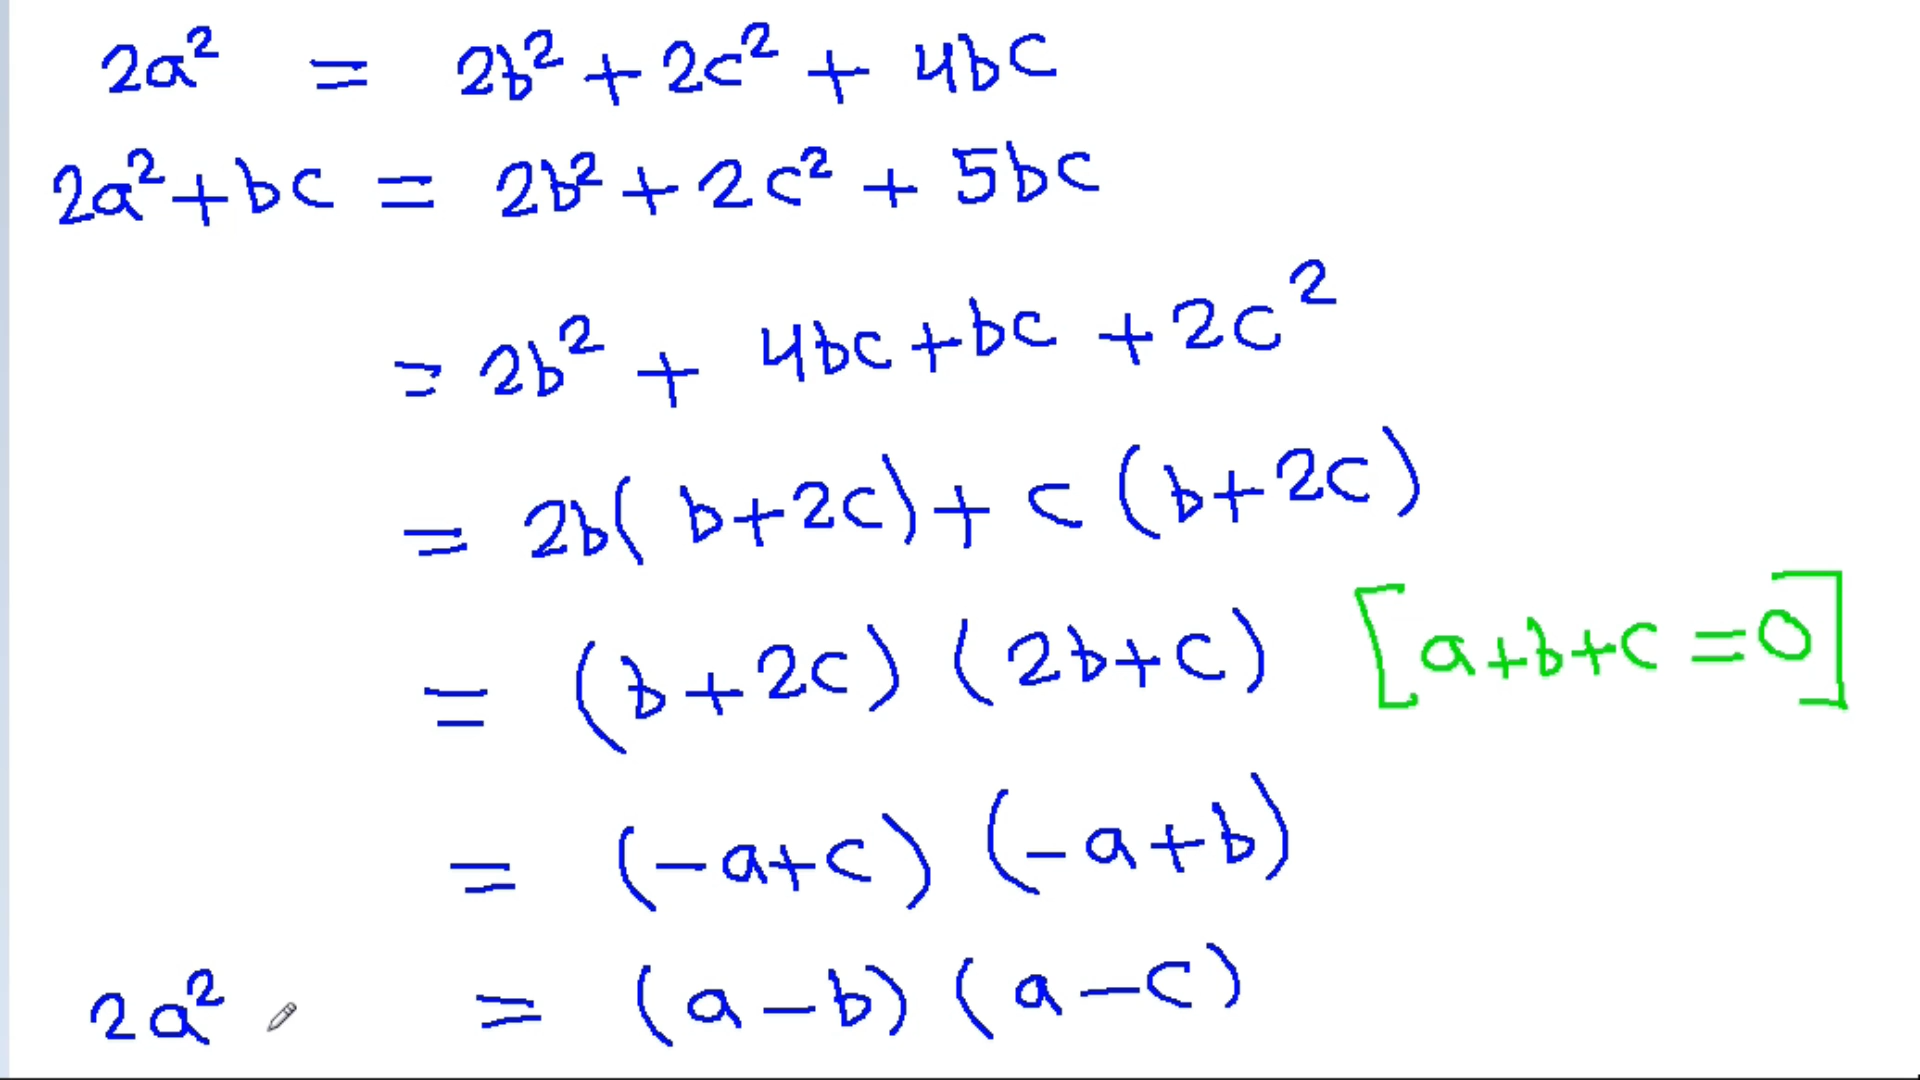 2a² = 2b² + 2c² + 4bc
2a² + bc = 2b² + 2c² + 5bc
= 2b² + 4bc + bc + 2c²
= 2b( b+2c) + c (b+2c)
= (b+2c) (2b+c) [a+b+c=0]
= (-a+c) (-a+b)
2a² = (a-b) (a-c)